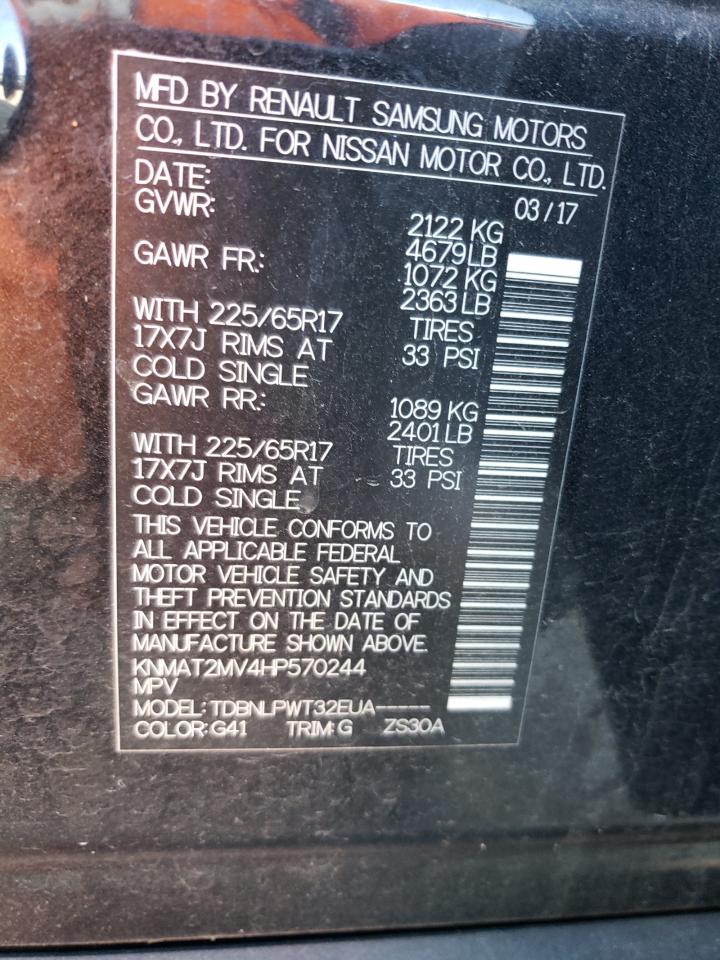 MFD BY RENAULT SAMSUNG MOTORS
CO., LTD. FOR NISSAN MOTOR CO., LTD.
DATE: 03/17
GVWR: 2122 KG
4679 LB
GAWR FR.: 1072 KG
2363 LB
WITH 225/65R17 TIRES
17X7J RIMS AT 33 PSI
COLD SINGLE
GAWR RR.: 1089 KG
2401 LB
WITH 225/65R17 TIRES
17X7J RIMS AT 33 PSI
COLD SINGLE
THIS VEHICLE CONFORMS TO
ALL APPLICABLE FEDERAL
MOTOR VEHICLE SAFETY AND
THEFT PREVENTION STANDARDS
IN EFFECT ON THE DATE OF
MANUFACTURE SHOWN ABOVE.
KNMAT2MV4HP570244
MPV
MODEL: TDBNLPWT32EUA-----
COLOR: G41 TRIM: G ZS30A